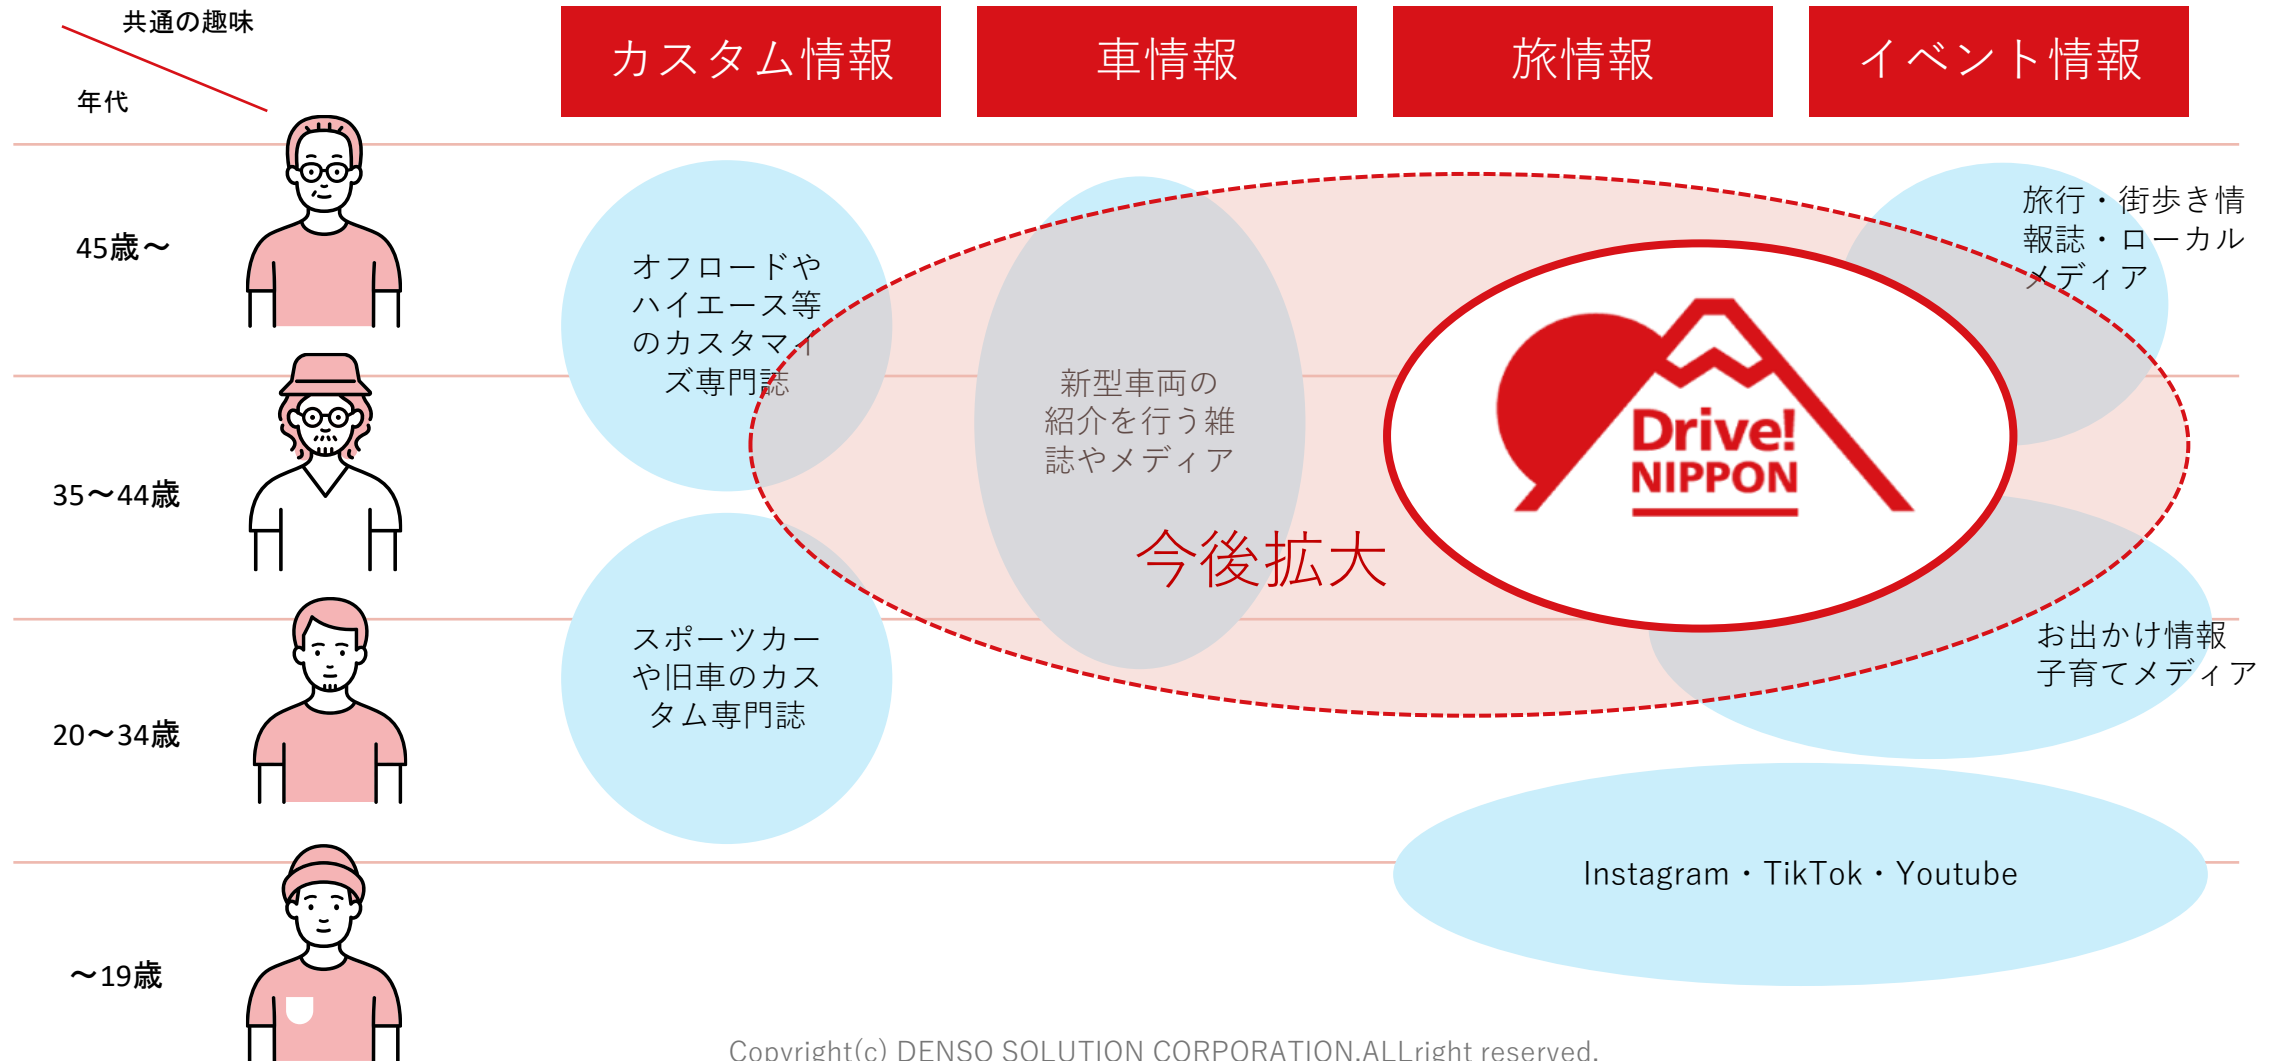 共通の趣味
年代
カスタム情報
車情報
旅情報
イベント情報
45歳～
35～44歳
20～34歳
～19歳
オフロードや
ハイエース等
のカスタマイ
ズ専門誌
スポーツカー
や旧車のカス
タム専門誌
新型車両の
紹介を行う雑
誌やメディア
今後拡大
Drive!
NIPPON
旅行・街歩き情
報誌・ローカル
メディア
お出かけ情報
子育てメディア
Instagram・TikTok・Youtube
Copyright(c) DENSO SOLUTION CORPORATION.ALLright reserved.